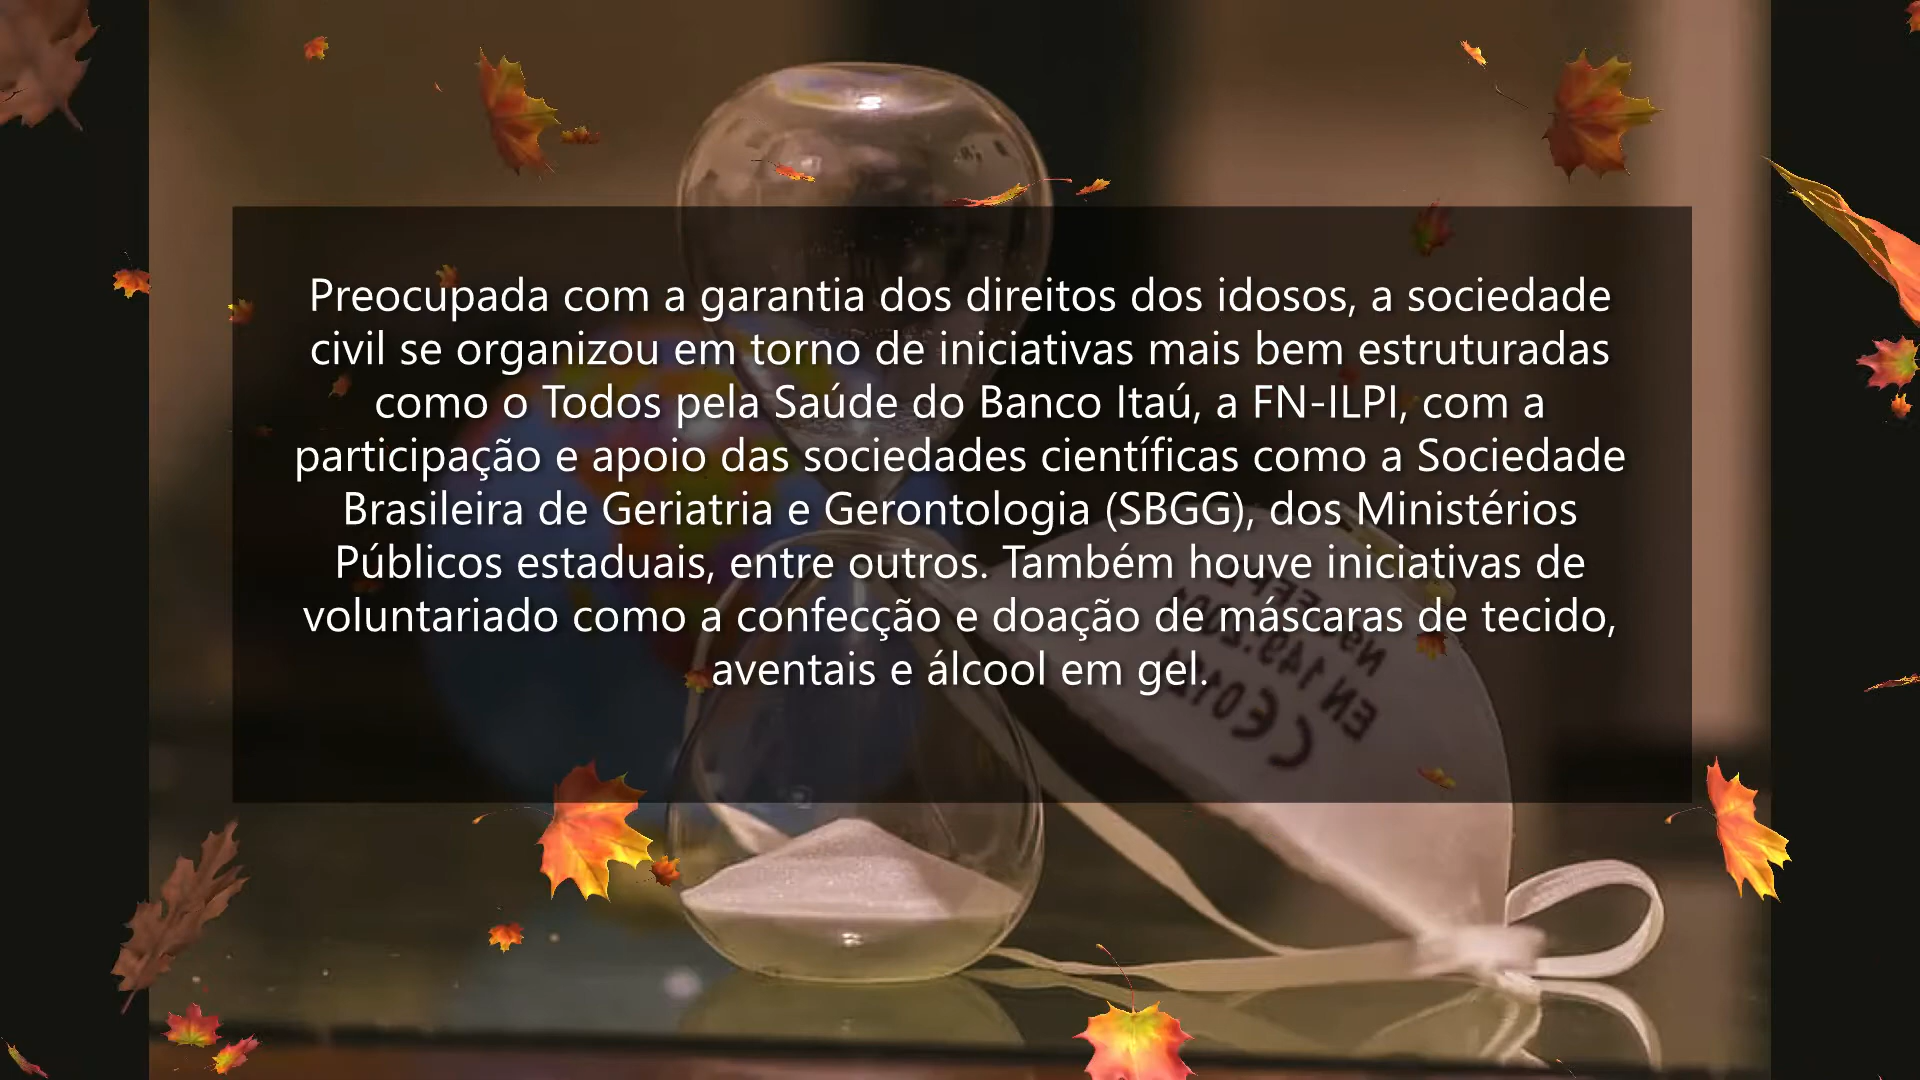 Preocupada com a garantia dos direitos dos idosos, a sociedade
civil se organizou em torno de iniciativas mais bem estruturadas
como o Todos pela Saúde do Banco Itaú, a FN-ILPI, com a
participação e apoio das sociedades científicas como a Sociedade
Brasileira de Geriatria e Gerontologia (SBGG), dos Ministérios
Públicos estaduais, entre outros. Também houve iniciativas de
voluntariado como a confecção e doação de máscaras de tecido,
aventais e álcool em gel.
EN 149:2001